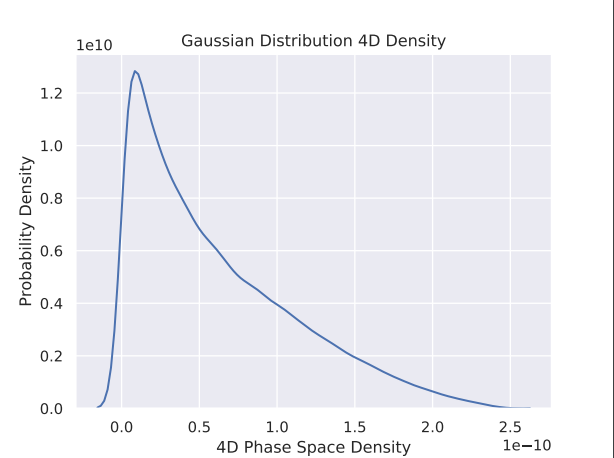 Gaussian Distribution 4D Density
1e10
1.2
1.0
0.8
0.6
0.4
0.2
0.0
Probability Density
0.0 0.5 1.0 1.5 2.0 2.5
1e−10
4D Phase Space Density